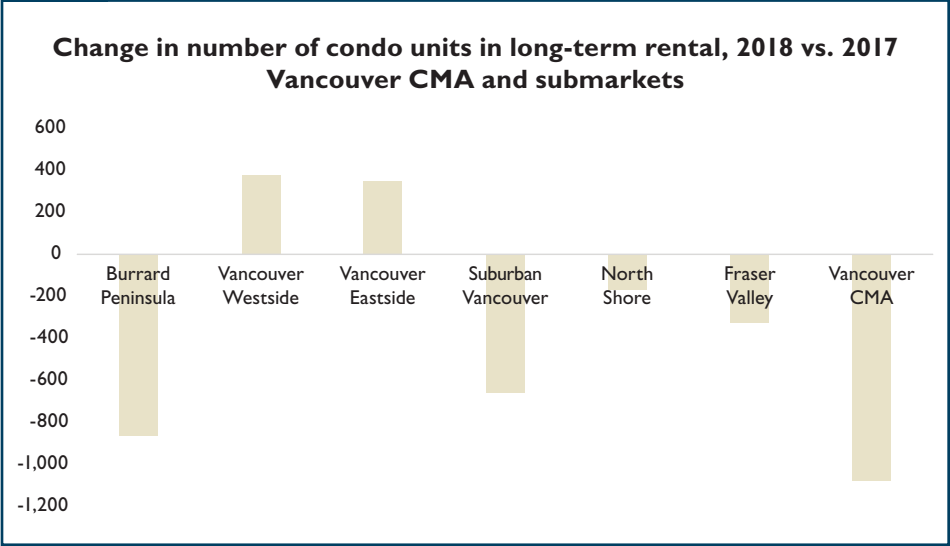 Change in number of condo units in long-term rental, 2018 vs. 2017
Vancouver CMA and submarkets
600
400
200
0
Burrard Peninsula
Vancouver Westside
Vancouver Eastside
Suburban Vancouver
North Shore
Fraser Valley
Vancouver CMA
-200
-400
-600
-800
-1,000
-1,200